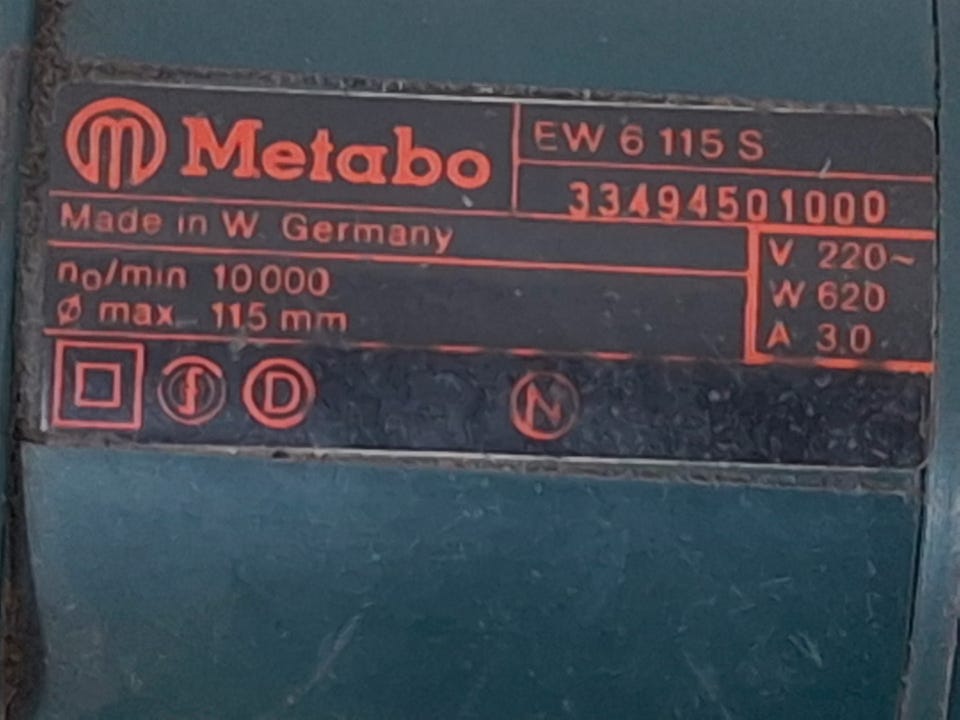 Metabo
EW 6 115 S
33494501000
Made in W. Germany
n₀/min 10000
ø max. 115 mm
V 220~
W 620
A 3.0
D
N